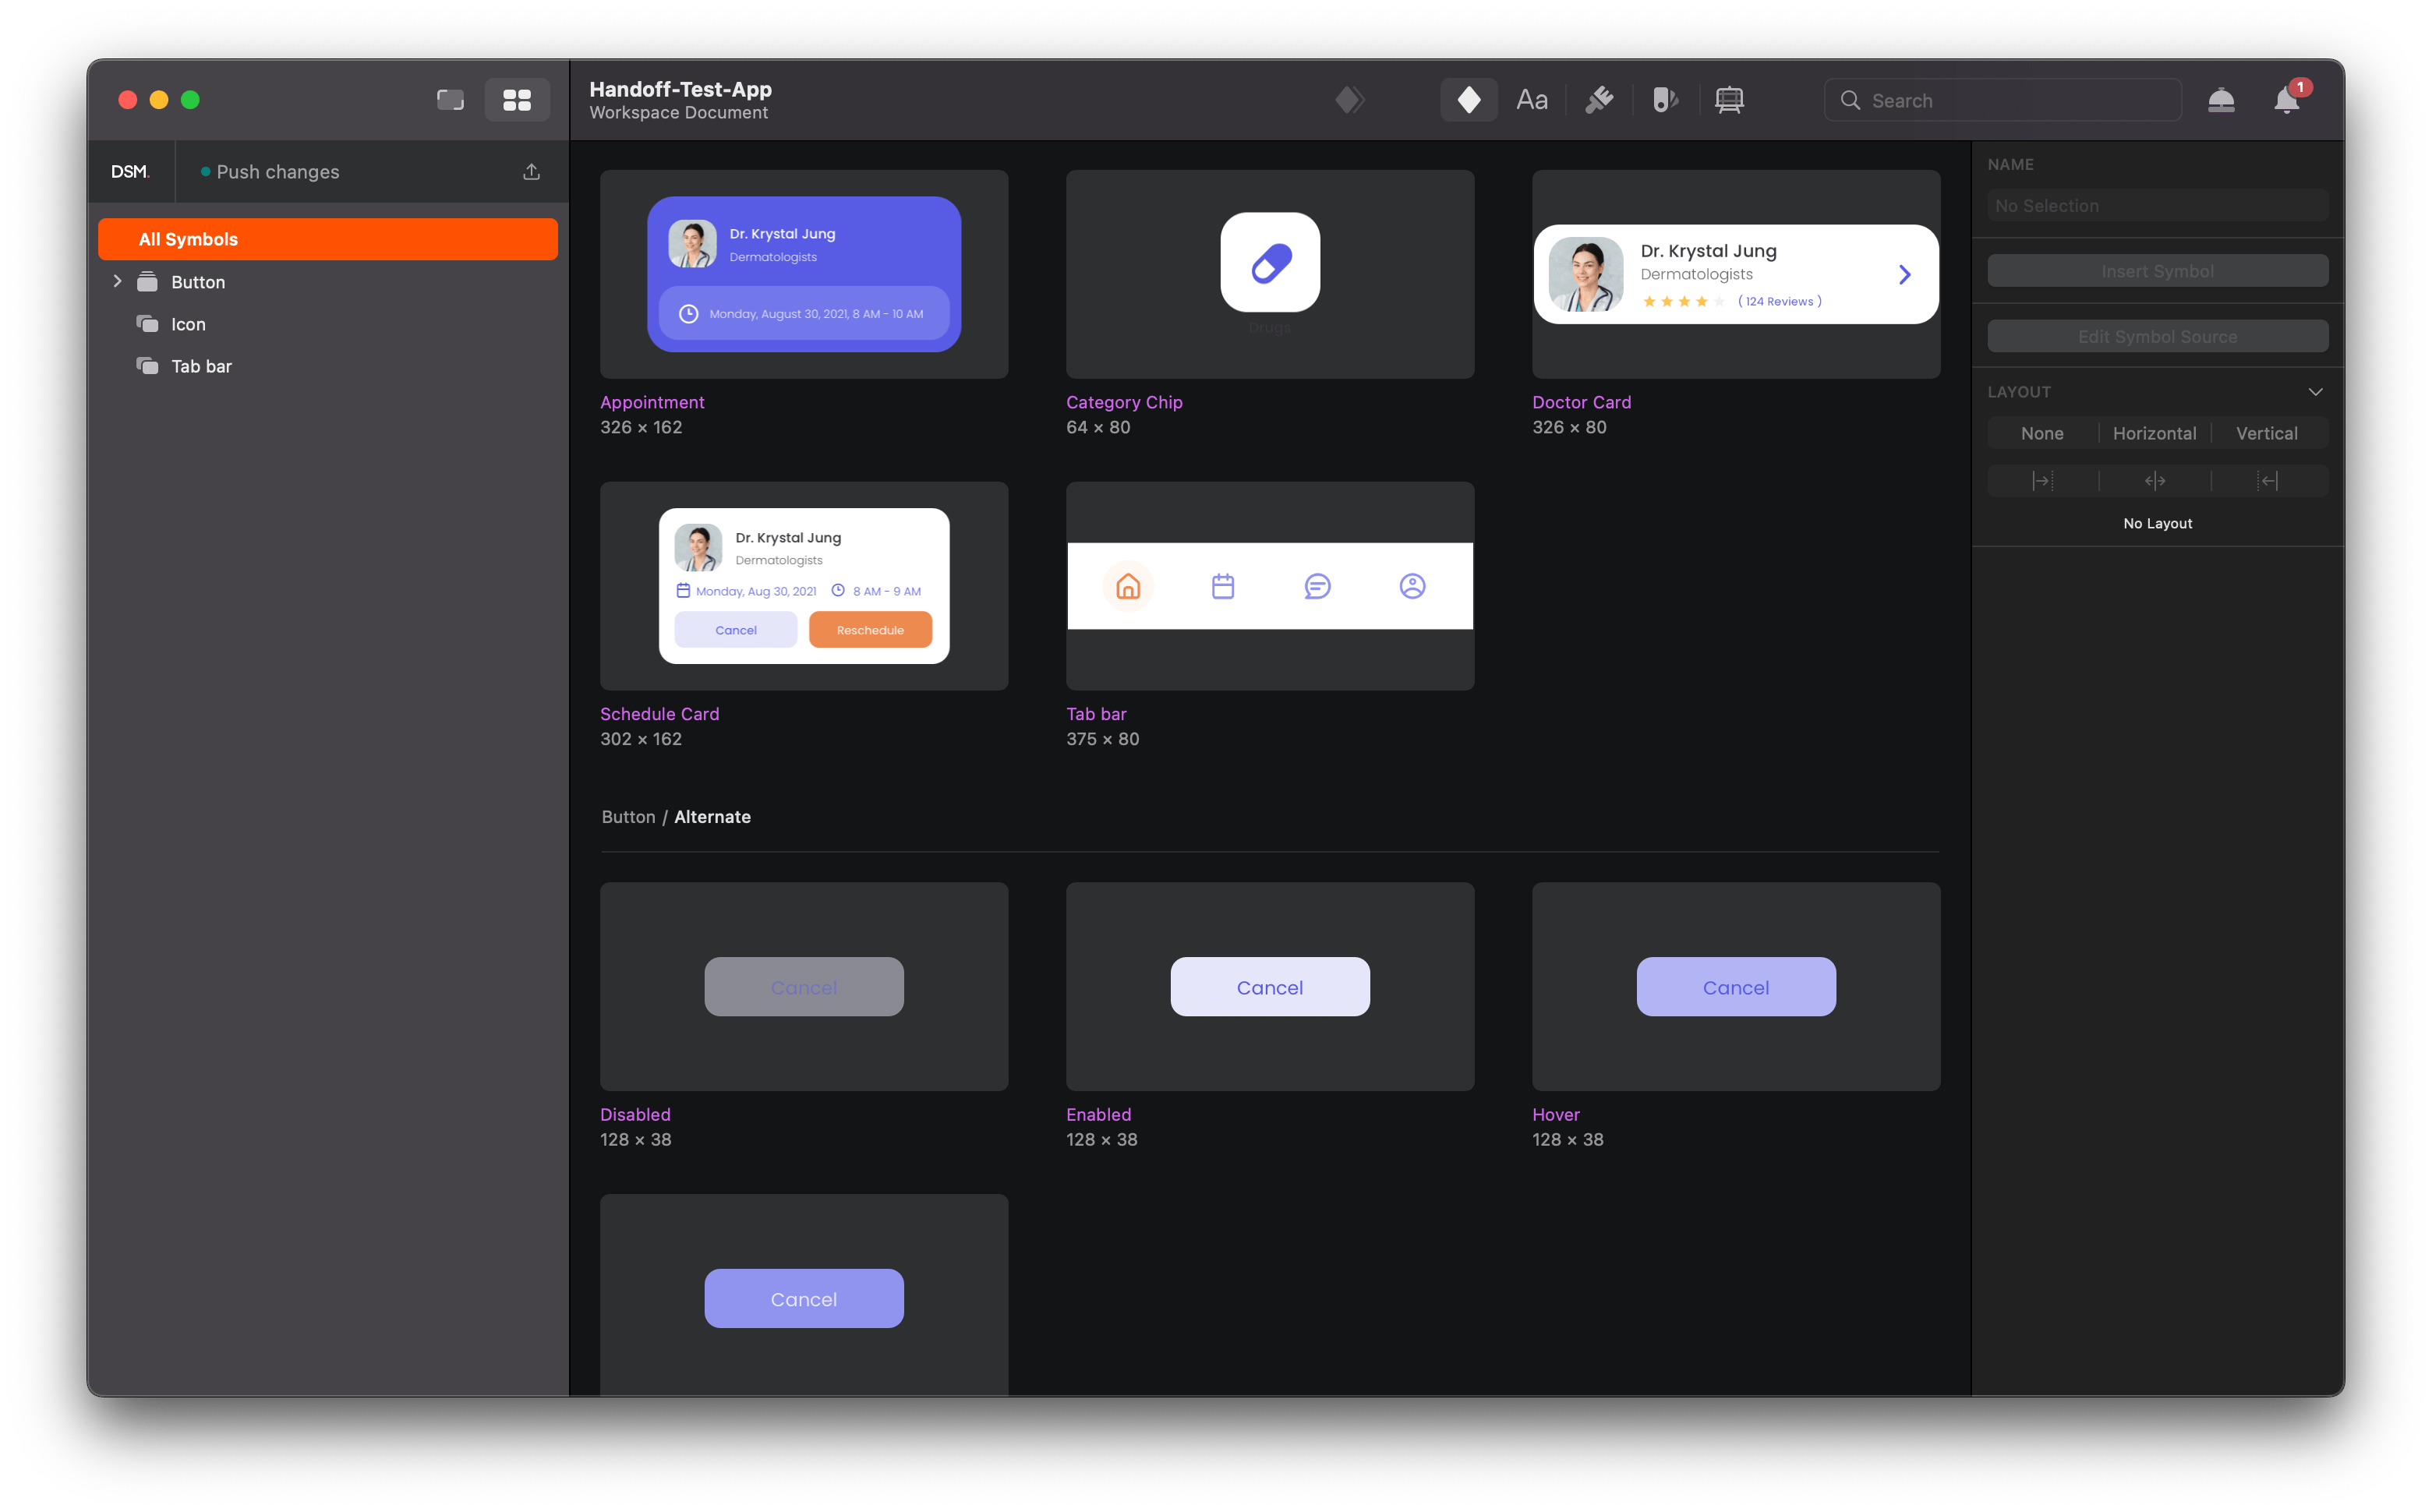 Handoff-Test-App
Workspace Document
Aa
Search
1
DSM.
Push changes
All Symbols
Button
Icon
Tab bar
Dr. Krystal Jung
Dermatologists
Monday, August 30, 2021, 8 AM - 10 AM
Appointment
326 × 162
Drugs
Category Chip
64 × 80
Dr. Krystal Jung
Dermatologists
( 124 Reviews )
Doctor Card
326 × 80
Dr. Krystal Jung
Dermatologists
Monday, Aug 30, 2021 8 AM - 9 AM
Cancel Reschedule
Schedule Card
302 × 162
Tab bar
375 × 80
Button / Alternate
Cancel
Disabled
128 × 38
Cancel
Enabled
128 × 38
Cancel
Hover
128 × 38
Cancel
NAME
No Selection
Insert Symbol
Edit Symbol Source
LAYOUT
None Horizontal Vertical
No Layout